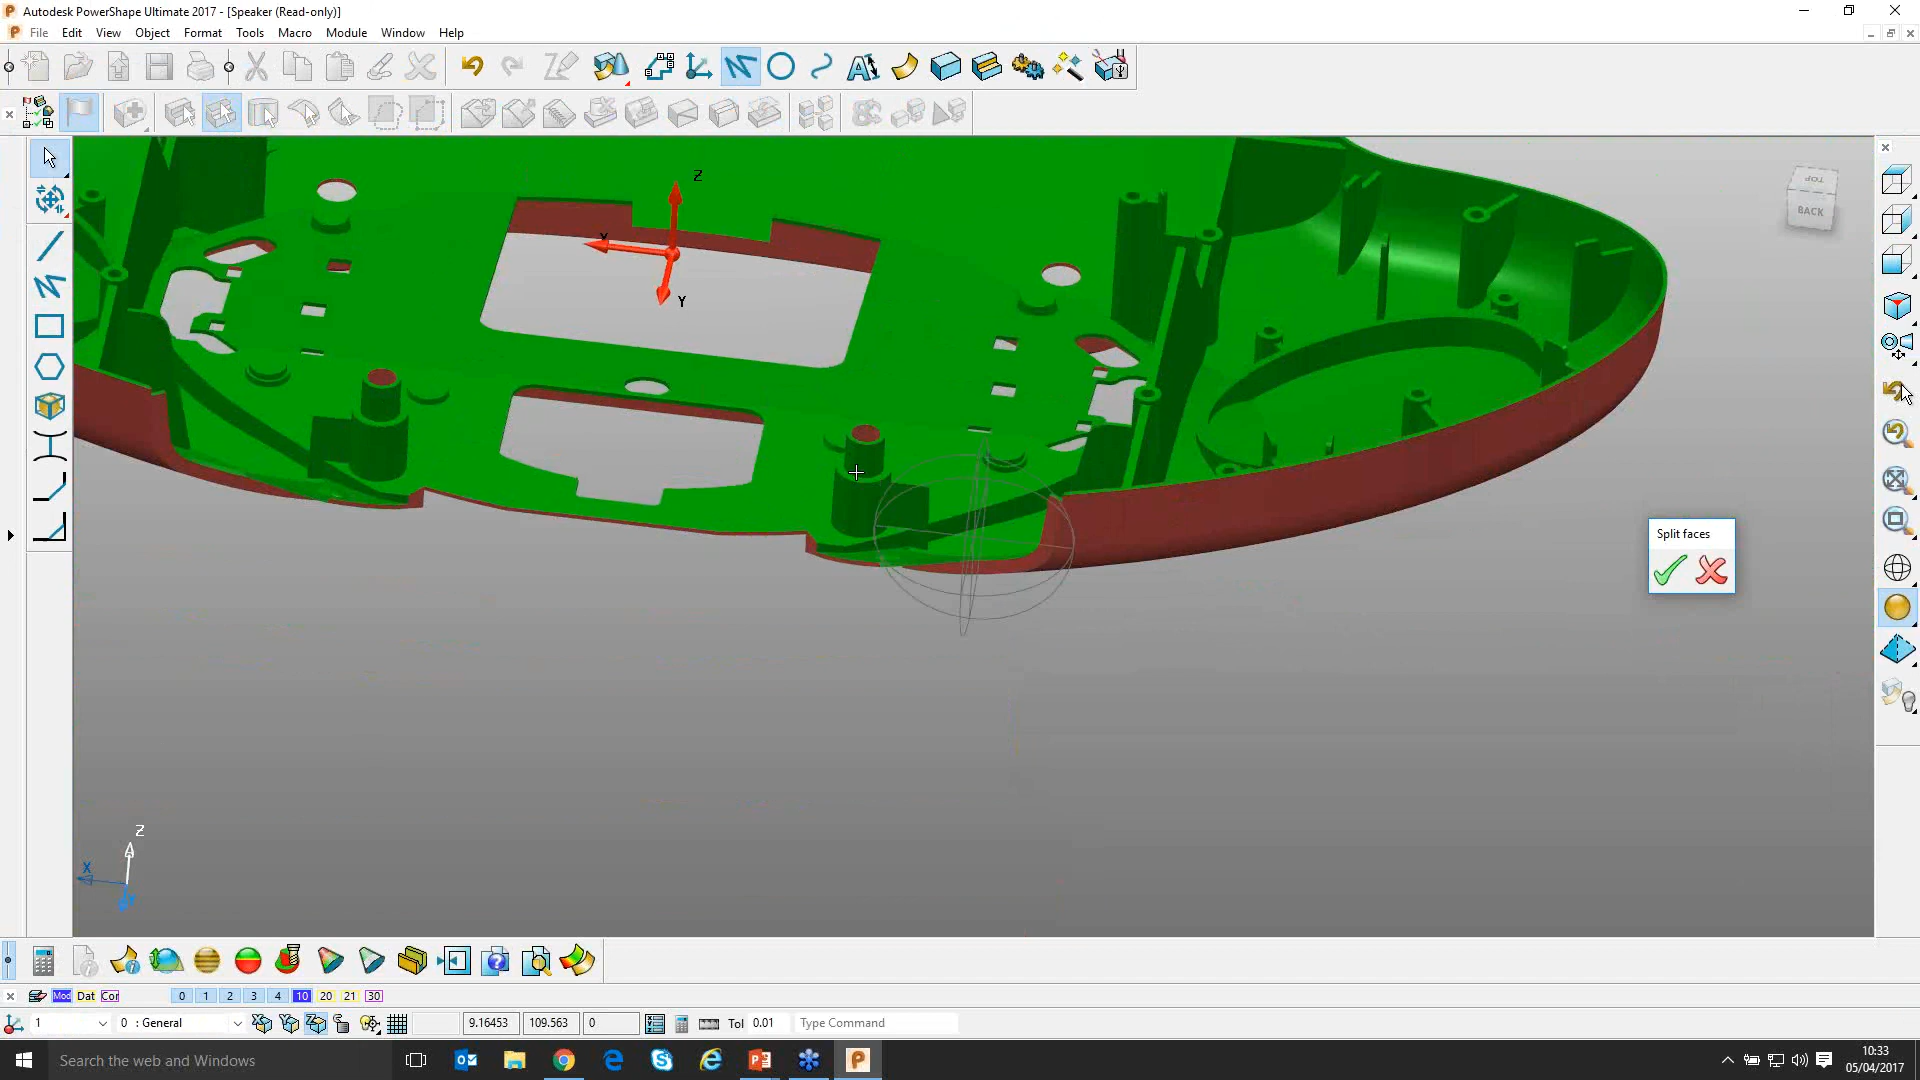 Autodesk PowerShape Ultimate 2017 - [Speaker (Read-only)]
File Edit View Object Format Tools Macro Module Window Help
Z
TOP
BACK
Y
Split faces
Z
X
Mod Dat Cor 0 1 2 3 4 10 20 21 30
1 0 : General 9.16453 109.563 0 Tol 0.01 Type Command
Search the web and Windows
10:33
05/04/2017